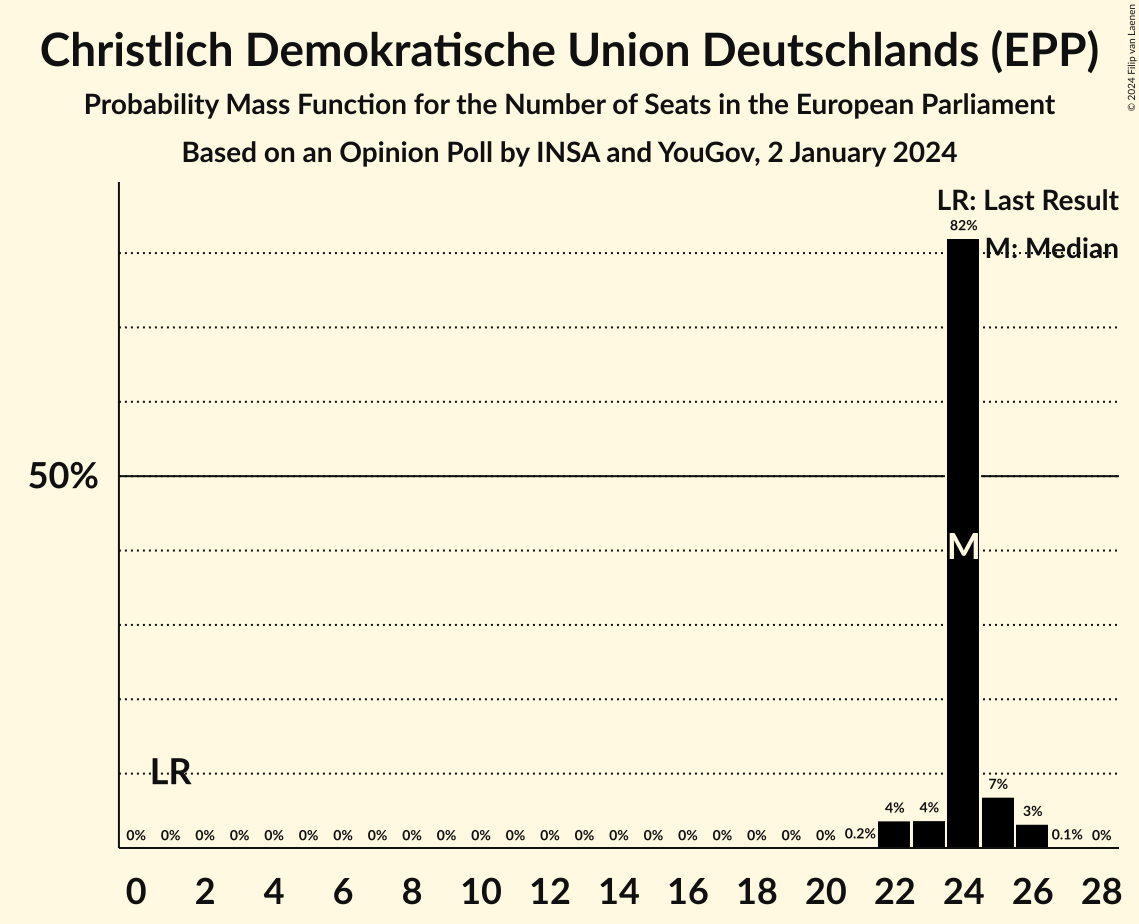 Christlich Demokratische Union Deutschlands (EPP)
Probability Mass Function for the Number of Seats in the European Parliament
Based on an Opinion Poll by INSA and YouGov, 2 January 2024
© 2024 Filip van Laenen
LR: Last Result
82%
M: Median
50%
M
LR
7%
4% 4% 3%
0% 0% 0% 0% 0% 0% 0% 0% 0% 0% 0% 0% 0% 0% 0% 0% 0% 0% 0% 0% 0% 0.2% 0.1% 0%
0 2 4 6 8 10 12 14 16 18 20 22 24 26 28